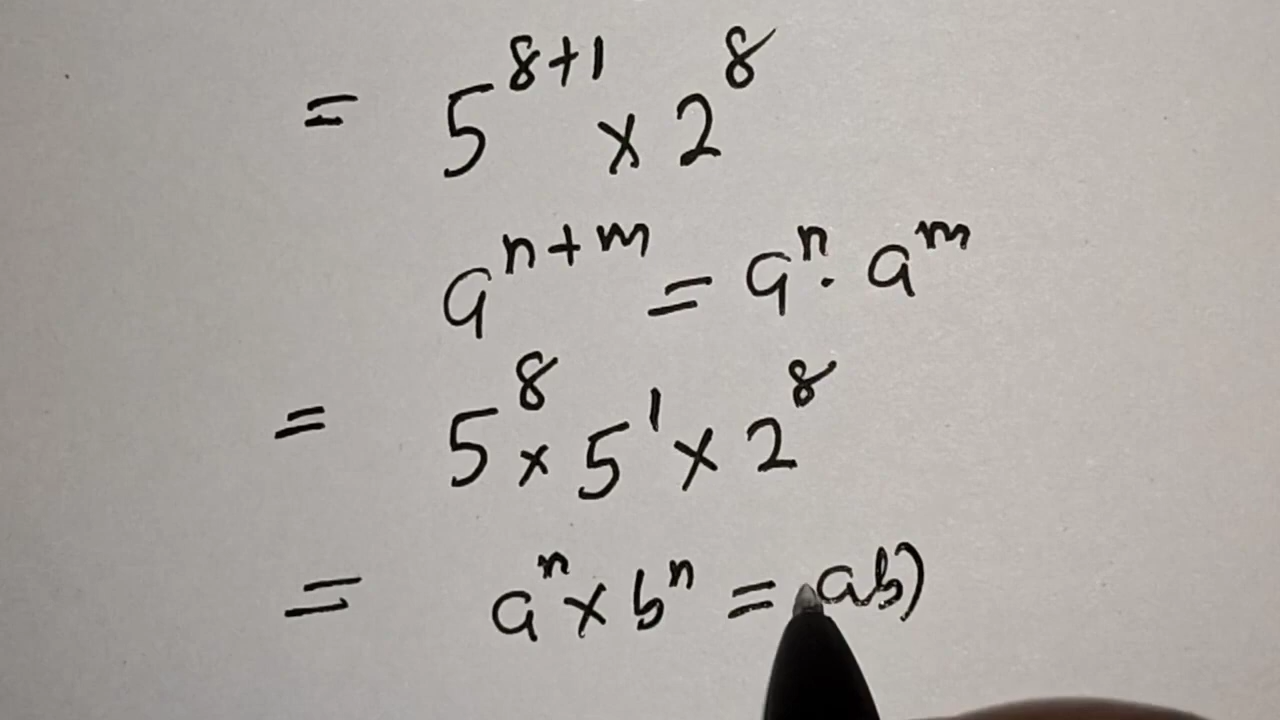 = 5^{8+1} × 2^8
a^{n+m} = a^n · a^m
= 5^8 × 5^1 × 2^8
= a^n × b^n = ab)